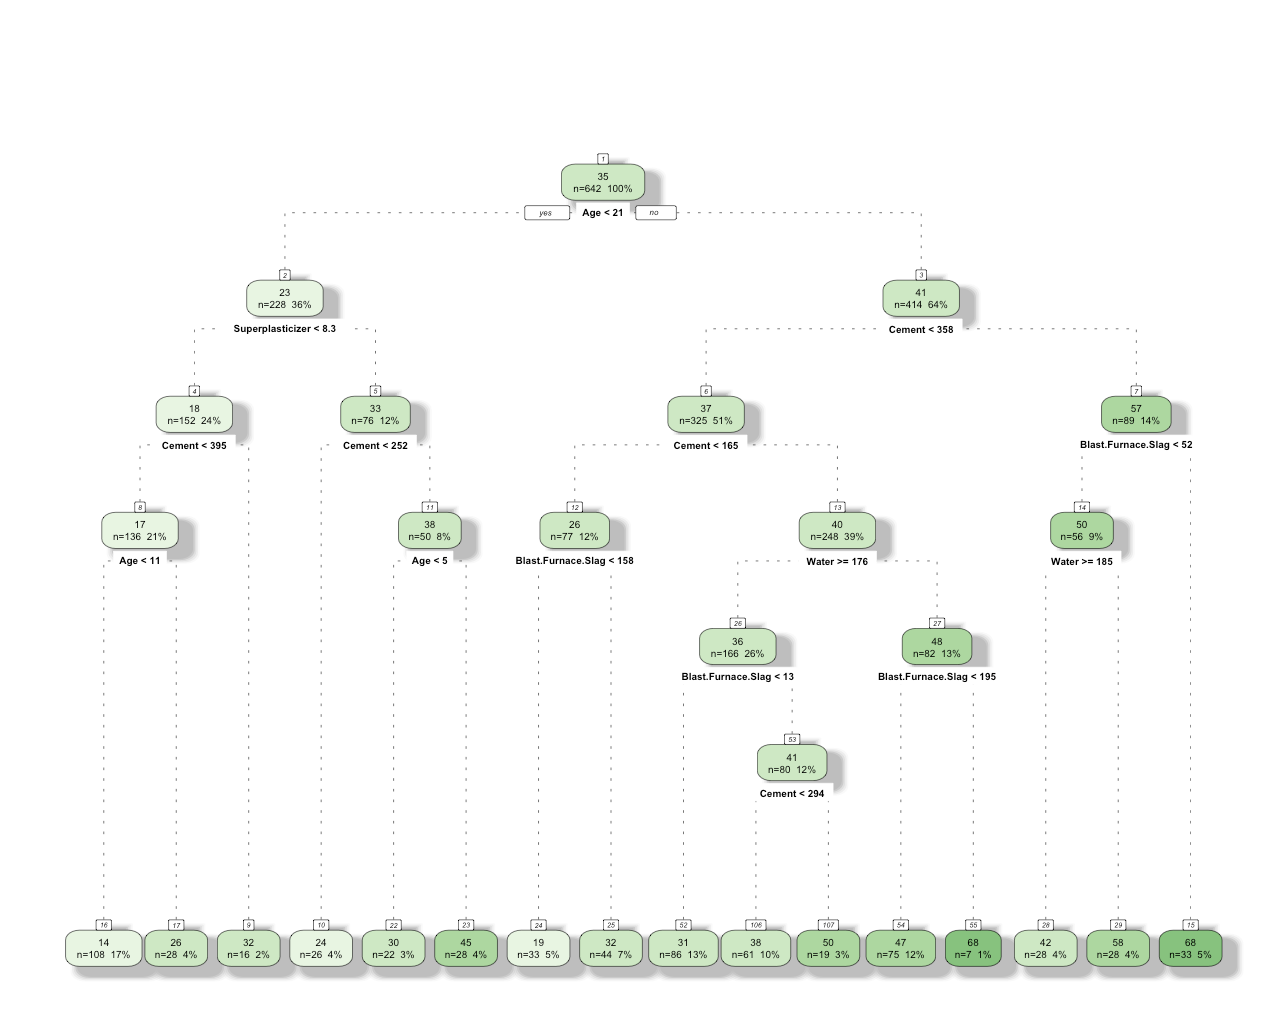 1
35
n=642 100%
yes Age < 21 no
2
23
n=228 36%
Superplasticizer < 8.3
3
41
n=414 64%
Cement < 358
4
18
n=152 24%
Cement < 395
5
33
n=76 12%
Cement < 252
6
37
n=325 51%
Cement < 165
7
57
n=89 14%
Blast.Furnace.Slag < 52
8
17
n=136 21%
Age < 11
11
38
n=50 8%
Age < 5
12
26
n=77 12%
Blast.Furnace.Slag < 158
13
40
n=248 39%
Water >= 176
14
50
n=56 9%
Water >= 185
26
36
n=166 26%
Blast.Furnace.Slag < 13
27
48
n=82 13%
Blast.Furnace.Slag < 195
53
41
n=80 12%
Cement < 294
16
14
n=108 17%
17
26
n=28 4%
9
32
n=16 2%
10
24
n=26 4%
22
30
n=22 3%
23
45
n=28 4%
24
19
n=33 5%
25
32
n=44 7%
52
31
n=86 13%
106
38
n=61 10%
107
50
n=19 3%
54
47
n=75 12%
55
68
n=7 1%
28
42
n=28 4%
29
58
n=28 4%
15
68
n=33 5%